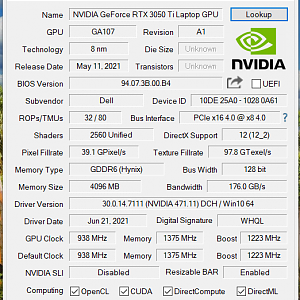 Name NVIDIA GeForce RTX 3050 Ti Laptop GPU Lookup
GPU GA107 Revision A1
Technology 8 nm Die Size Unknown
Release Date May 11, 2021 Transistors Unknown
NVIDIA
BIOS Version 94.07.3B.00.B4 UEFI
Subvendor Dell Device ID 10DE 25A0 - 1028 0A61
ROPs/TMUs 32 / 80 Bus Interface PCIe x16 4.0 @ x8 4.0 ?
Shaders 2560 Unified DirectX Support 12 (12_2)
Pixel Fillrate 39.1 GPixel/s Texture Fillrate 97.8 GTexel/s
Memory Type GDDR6 (Hynix) Bus Width 128 bit
Memory Size 4096 MB Bandwidth 176.0 GB/s
Driver Version 30.0.14.7111 (NVIDIA 471.11) DCH / Win10 64
Driver Date Jun 21, 2021 Digital Signature WHQL
GPU Clock 938 MHz Memory 1375 MHz Boost 1223 MHz
Default Clock 938 MHz Memory 1375 MHz Boost 1223 MHz
NVIDIA SLI Disabled Resizable BAR Enabled
Computing OpenCL CUDA DirectCompute DirectML